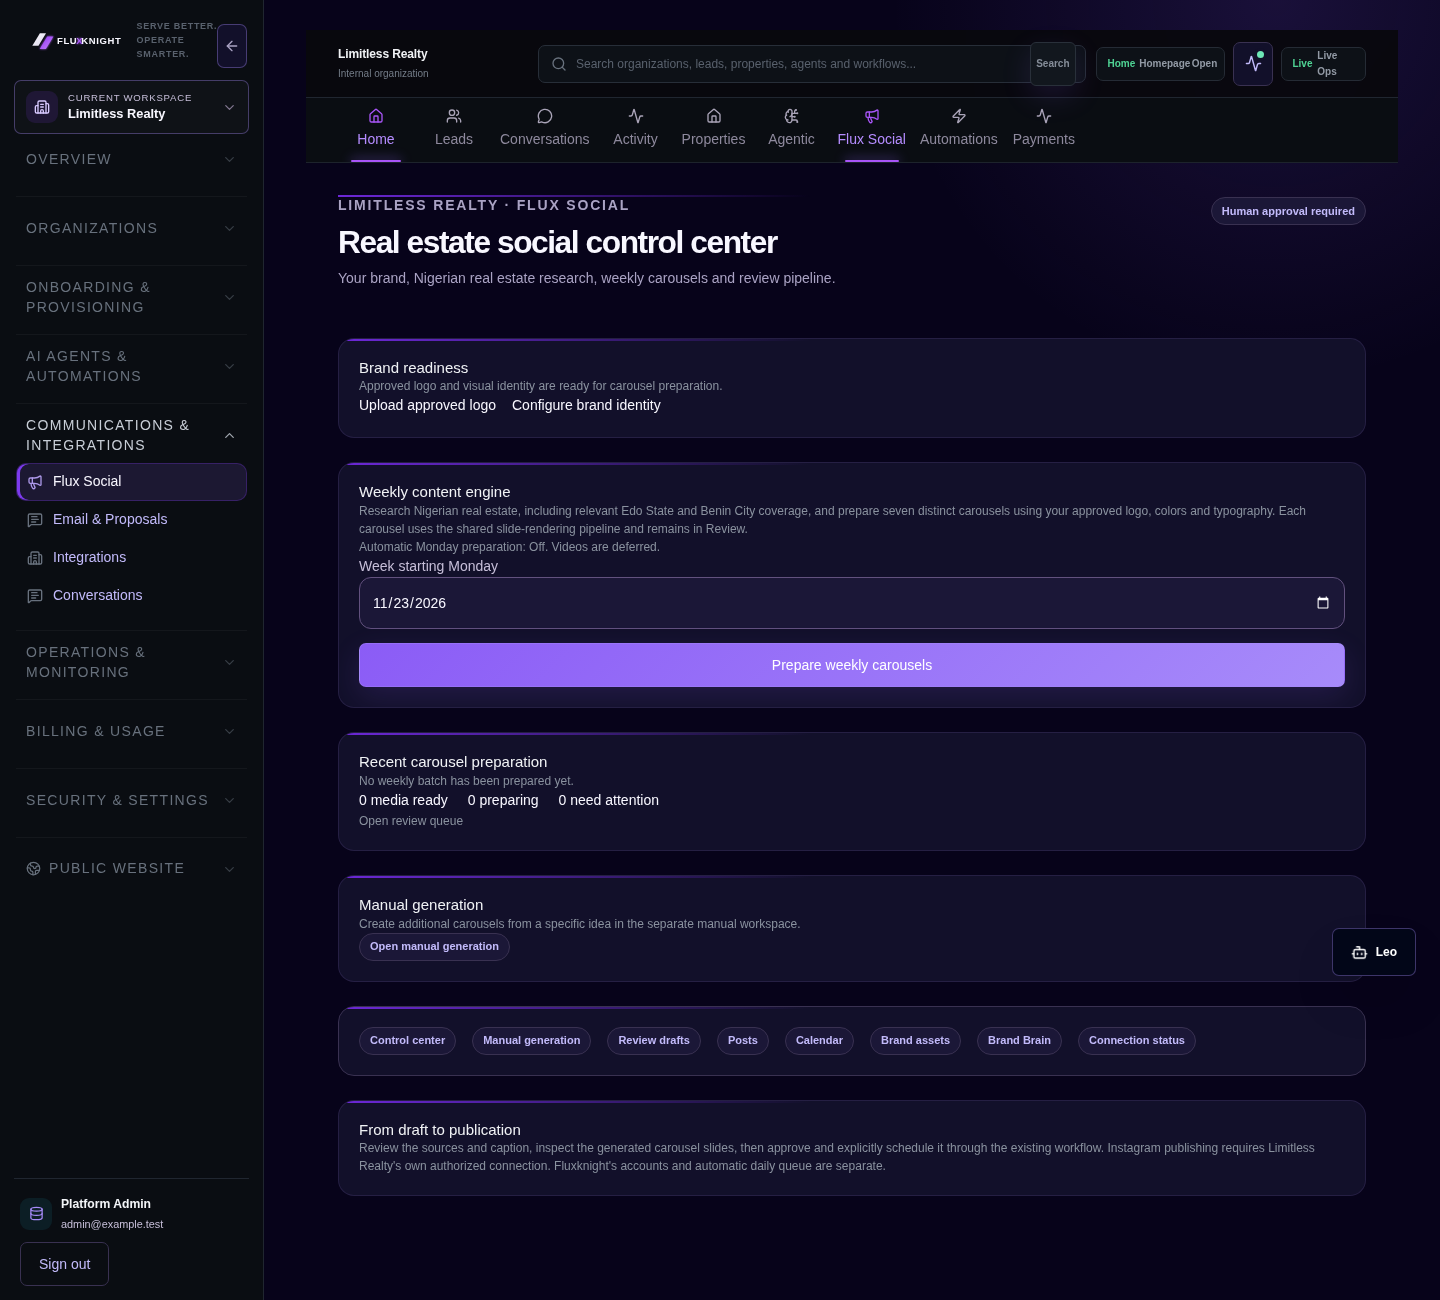 FLUXKNIGHT
SERVE BETTER.
OPERATE
SMARTER.
CURRENT WORKSPACE
Limitless Realty
OVERVIEW
ORGANIZATIONS
ONBOARDING &
PROVISIONING
AI AGENTS &
AUTOMATIONS
COMMUNICATIONS &
INTEGRATIONS
Flux Social
Email & Proposals
Integrations
Conversations
OPERATIONS &
MONITORING
BILLING & USAGE
SECURITY & SETTINGS
PUBLIC WEBSITE
Platform Admin
admin@example.test
Sign out
Limitless Realty
Internal organization
Search organizations, leads, properties, agents and workflows...
Search
Home Homepage Open
Live Live
Ops
Home Leads Conversations Activity Properties Agentic Flux Social Automations Payments
LIMITLESS REALTY · FLUX SOCIAL
Human approval required
Real estate social control center
Your brand, Nigerian real estate research, weekly carousels and review pipeline.
Brand readiness
Approved logo and visual identity are ready for carousel preparation.
Upload approved logo Configure brand identity
Weekly content engine
Research Nigerian real estate, including relevant Edo State and Benin City coverage, and prepare seven distinct carousels using your approved logo, colors and typography. Each
carousel uses the shared slide-rendering pipeline and remains in Review.
Automatic Monday preparation: Off. Videos are deferred.
Week starting Monday
11/23/2026
Prepare weekly carousels
Recent carousel preparation
No weekly batch has been prepared yet.
0 media ready 0 preparing 0 need attention
Open review queue
Manual generation
Create additional carousels from a specific idea in the separate manual workspace.
Open manual generation
Leo
Control center Manual generation Review drafts Posts Calendar Brand assets Brand Brain Connection status
From draft to publication
Review the sources and caption, inspect the generated carousel slides, then approve and explicitly schedule it through the existing workflow. Instagram publishing requires Limitless
Realty's own authorized connection. Fluxknight's accounts and automatic daily queue are separate.